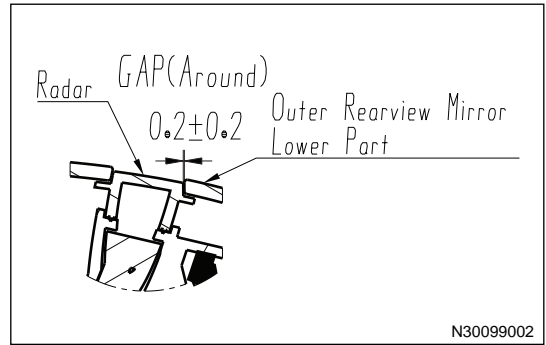 GAP(Around)
Radar
0.2±0.2
Outer Rearview Mirror
Lower Part
N30099002